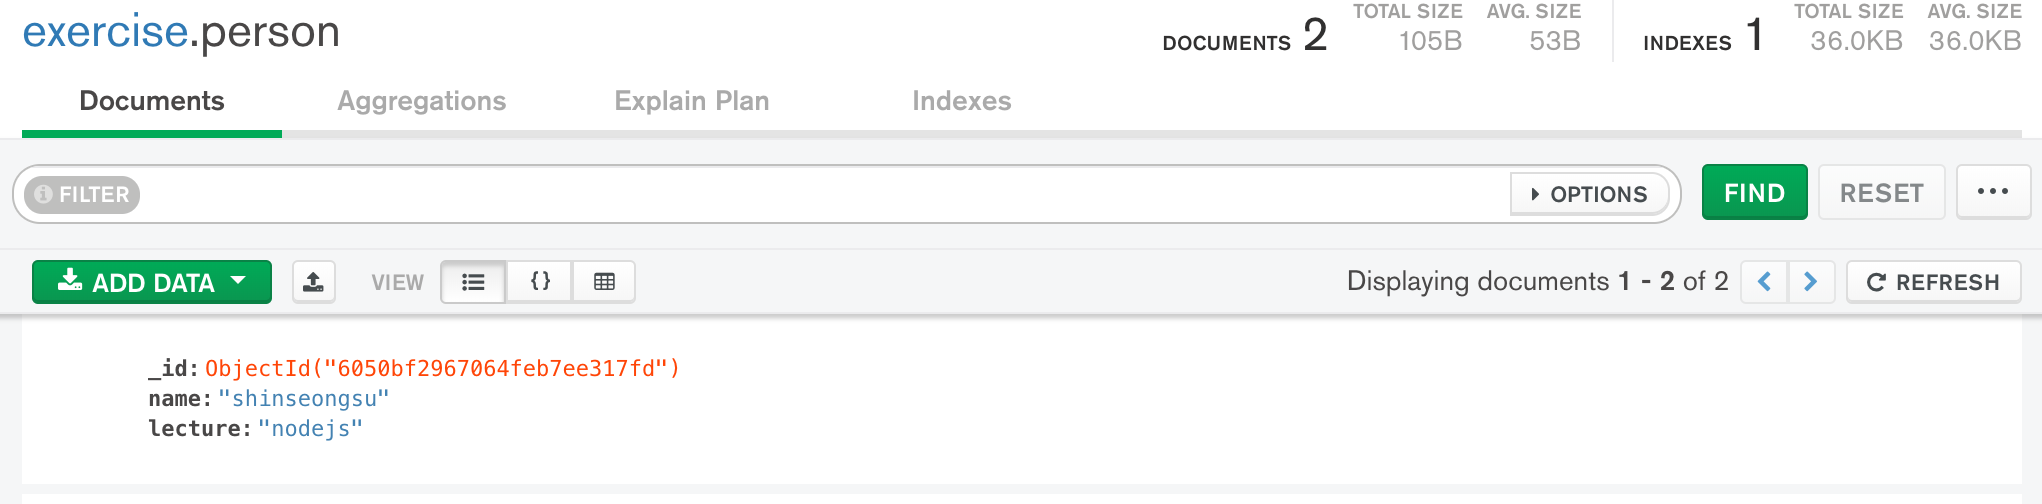 exercise.person
DOCUMENTS 2 TOTAL SIZE 105B AVG. SIZE 53B INDEXES 1 TOTAL SIZE 36.0KB AVG. SIZE 36.0KB
Documents Aggregations Explain Plan Indexes
FILTER OPTIONS FIND RESET ...
ADD DATA VIEW {} Displaying documents 1 - 2 of 2 REFRESH
_id: ObjectId("6050bf2967064feb7ee317fd")
name: "shinseongsu"
lecture: "nodejs"